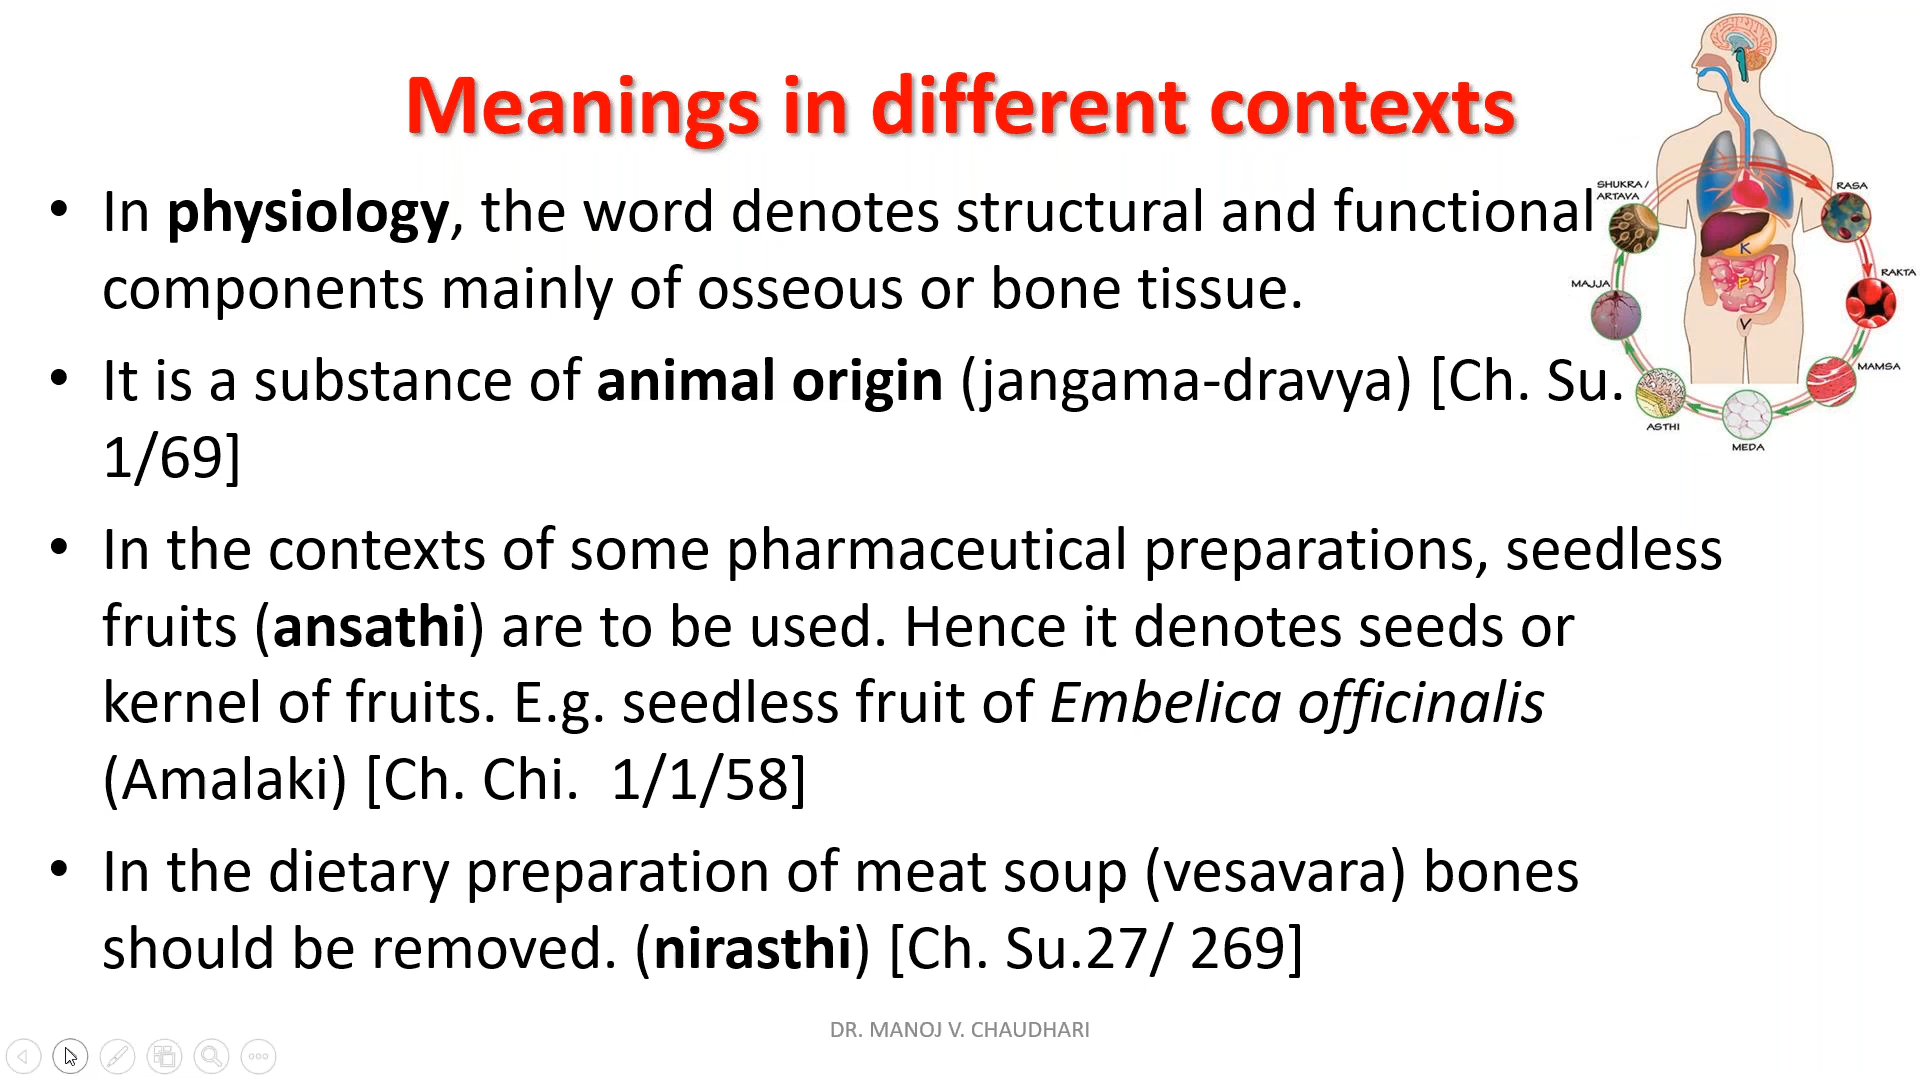 Meanings in different contexts
• In physiology, the word denotes structural and functional
components mainly of osseous or bone tissue.
• It is a substance of animal origin (jangama-dravya) [Ch. Su.
1/69]
• In the contexts of some pharmaceutical preparations, seedless
fruits (ansathi) are to be used. Hence it denotes seeds or
kernel of fruits. E.g. seedless fruit of Embelica officinalis
(Amalaki) [Ch. Chi.  1/1/58]
• In the dietary preparation of meat soup (vesavara) bones
should be removed. (nirasthi) [Ch. Su.27/ 269]
SHUKRA /
ARTAVA
RASA
RAKTA
MAMSA
MEDA
ASTHI
MAJJA
K
P
V
DR. MANOJ V. CHAUDHARI